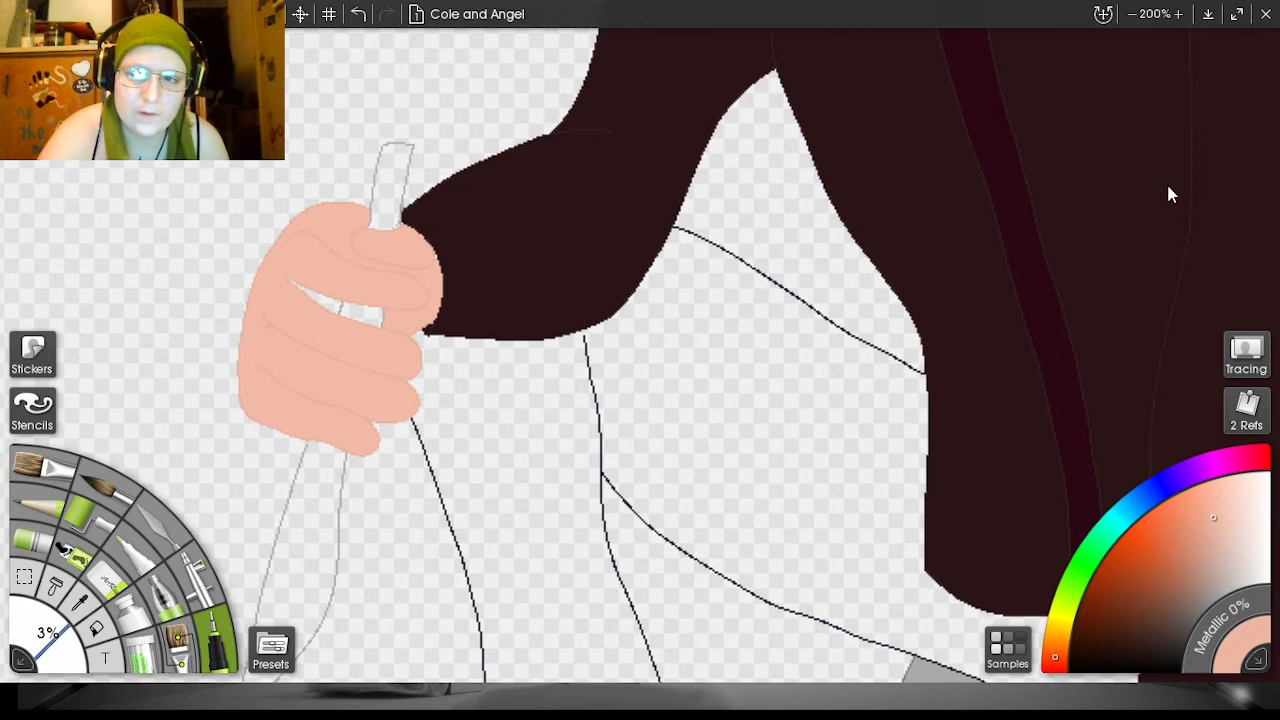 Cole and Angel
200%
Stickers
Stencils
Tracing
2 Refs
3%
T
Presets
Samples
Metallic 0%